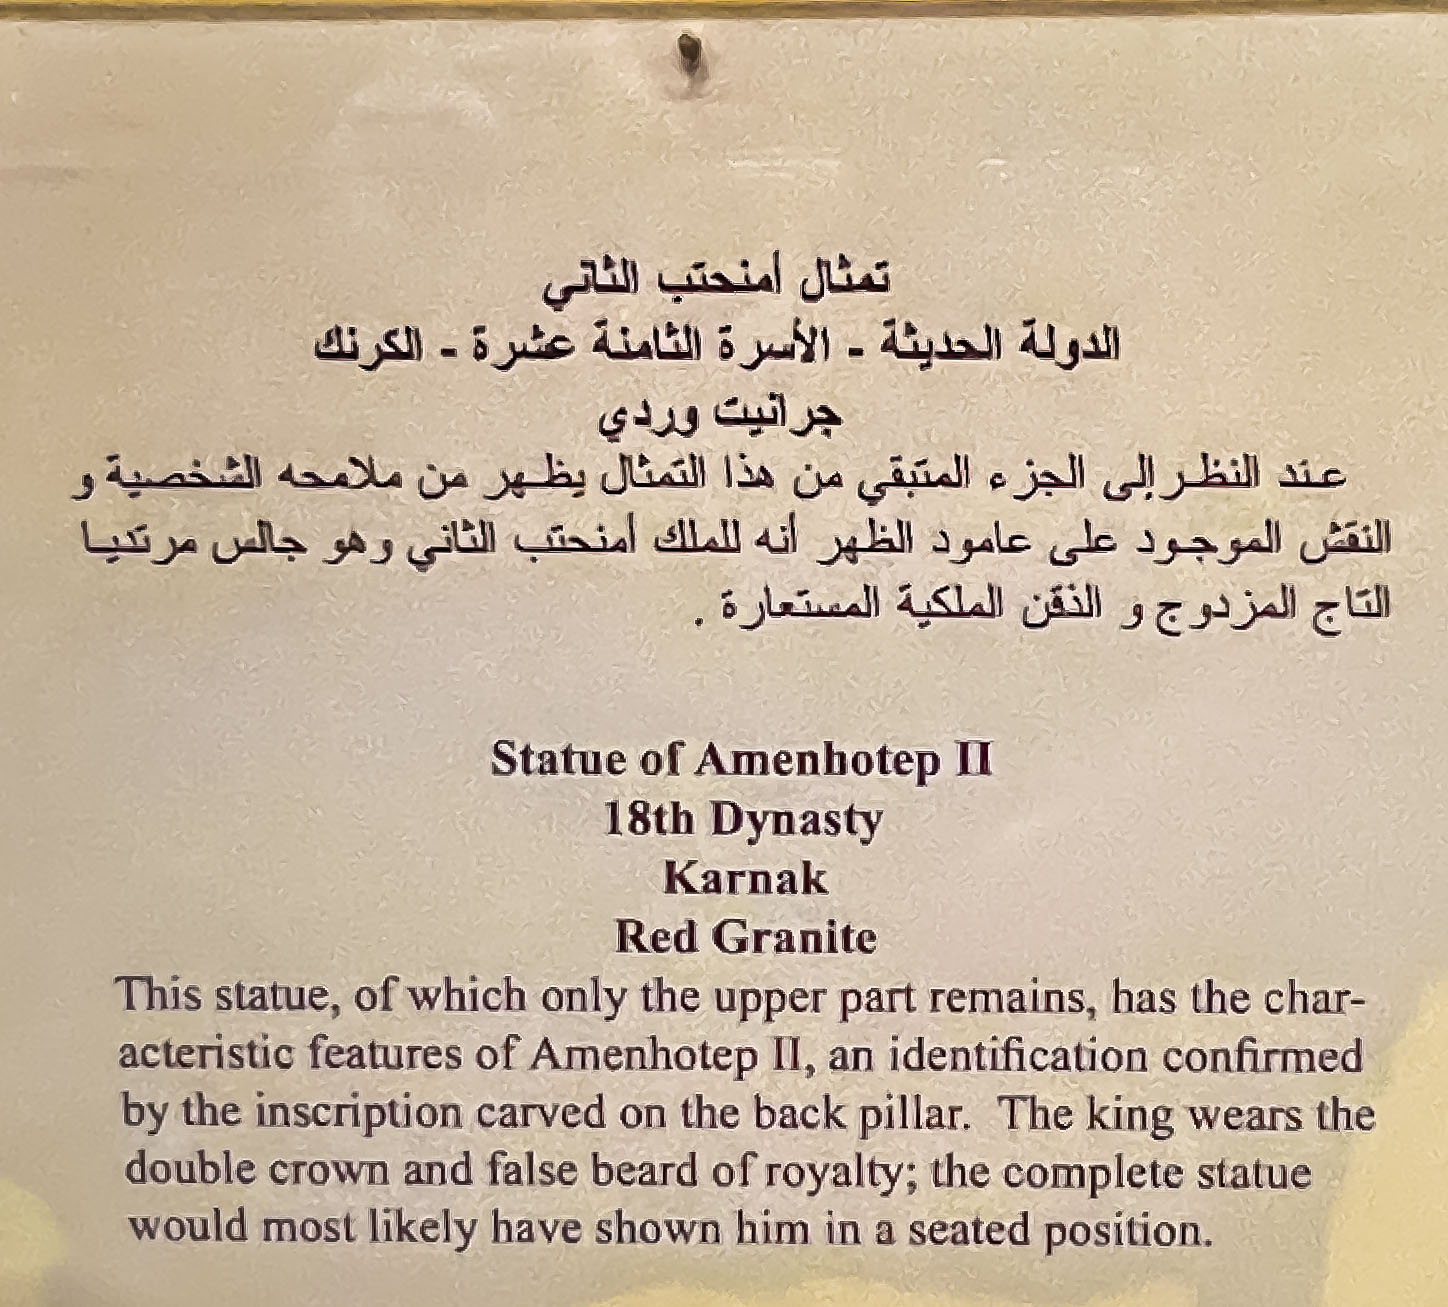 تمثال أمنحتب الثاني
الدولة الحديثة - الأسرة الثامنة عشرة - الكرنك
جرانيت وردي
عند النظر إلى الجزء المتبقي من هذا التمثال يظهر من ملامحه الشخصية و
النقش الموجود على عامود الظهر أنه للملك أمنحتب الثاني وهو جالس مرتديا
التاج المزدوج و الذقن الملكية المستعارة .
Statue of Amenhotep II
18th Dynasty
Karnak
Red Granite
This statue, of which only the upper part remains, has the char-
acteristic features of Amenhotep II, an identification confirmed
by the inscription carved on the back pillar. The king wears the
double crown and false beard of royalty; the complete statue
would most likely have shown him in a seated position.